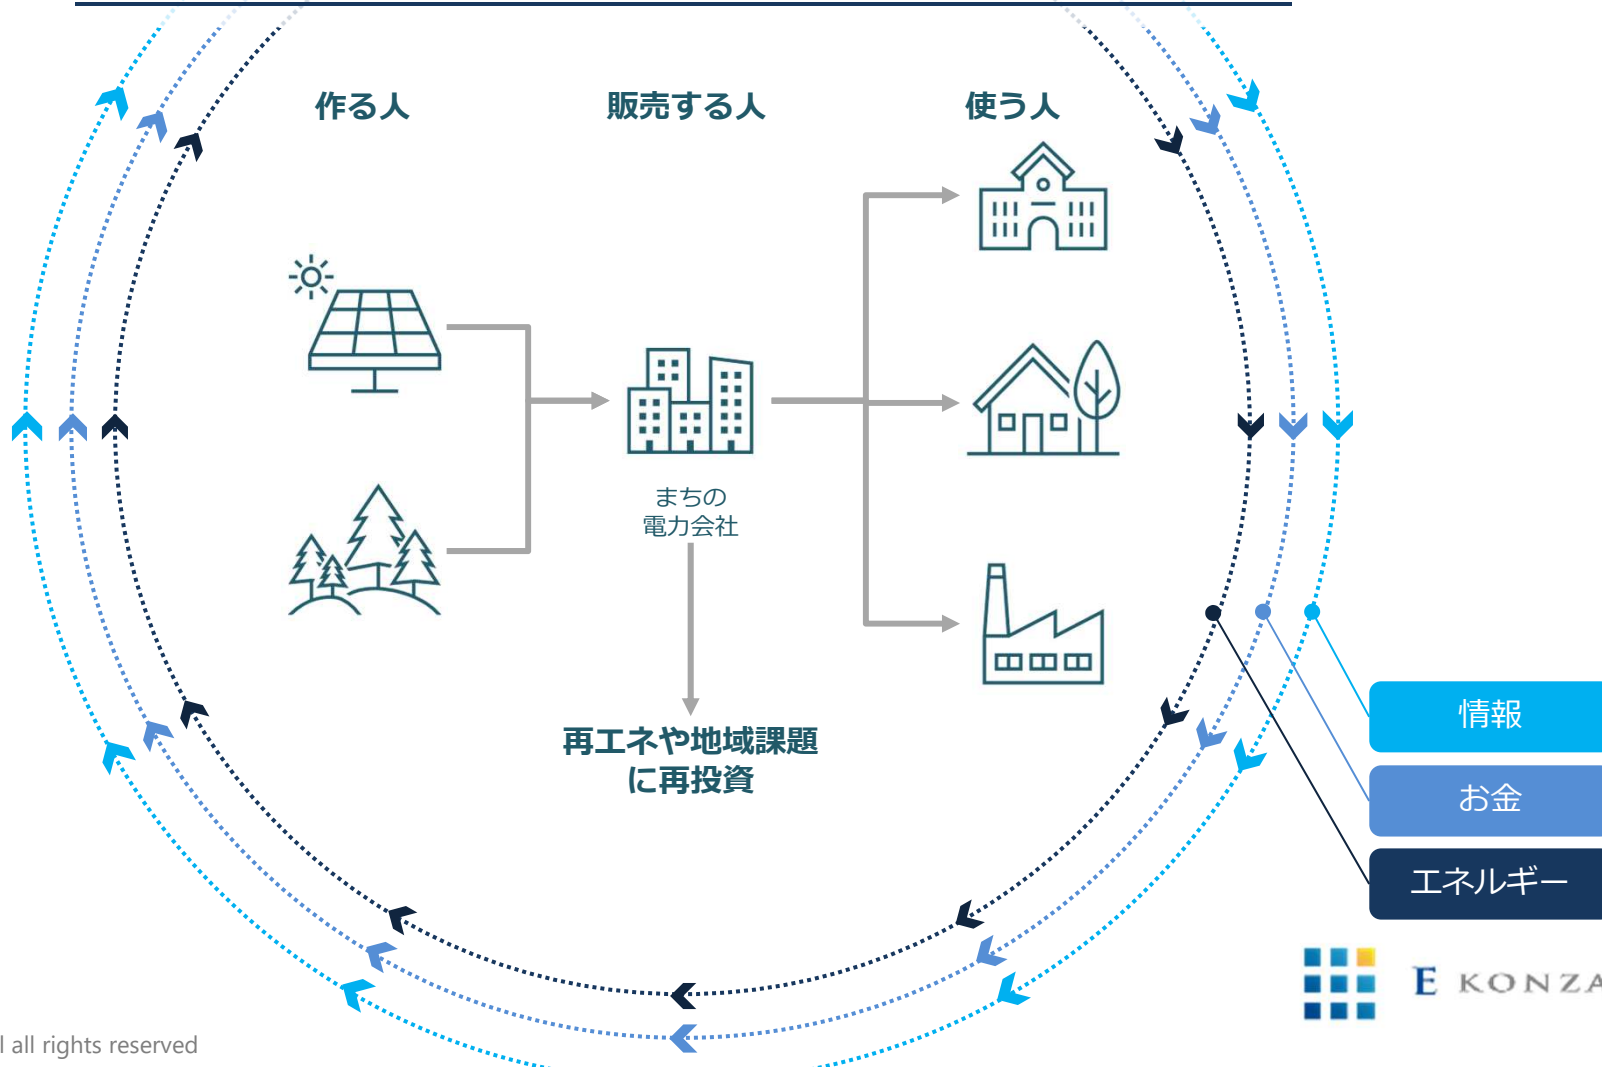 作る人
販売する人
使う人
まちの
電力会社
再エネや地域課題
に再投資
情報
お金
エネルギー
E KONZA
all rights reserved